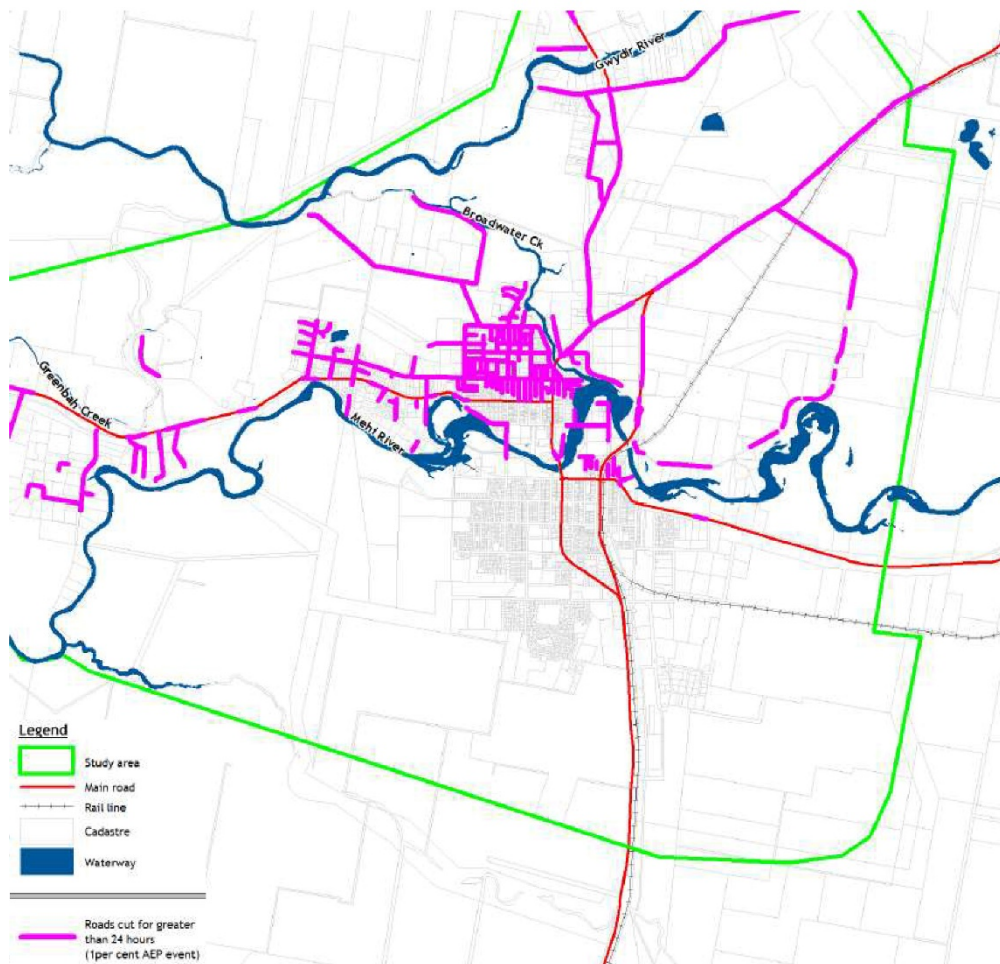 Gwydir River
Broadwater Ck
Greenbah Creek
Mehi River
Legend
Study area
Main road
Rail line
Cadastre
Waterway
Roads cut for greater
than 24 hours
(1per cent AEP event)